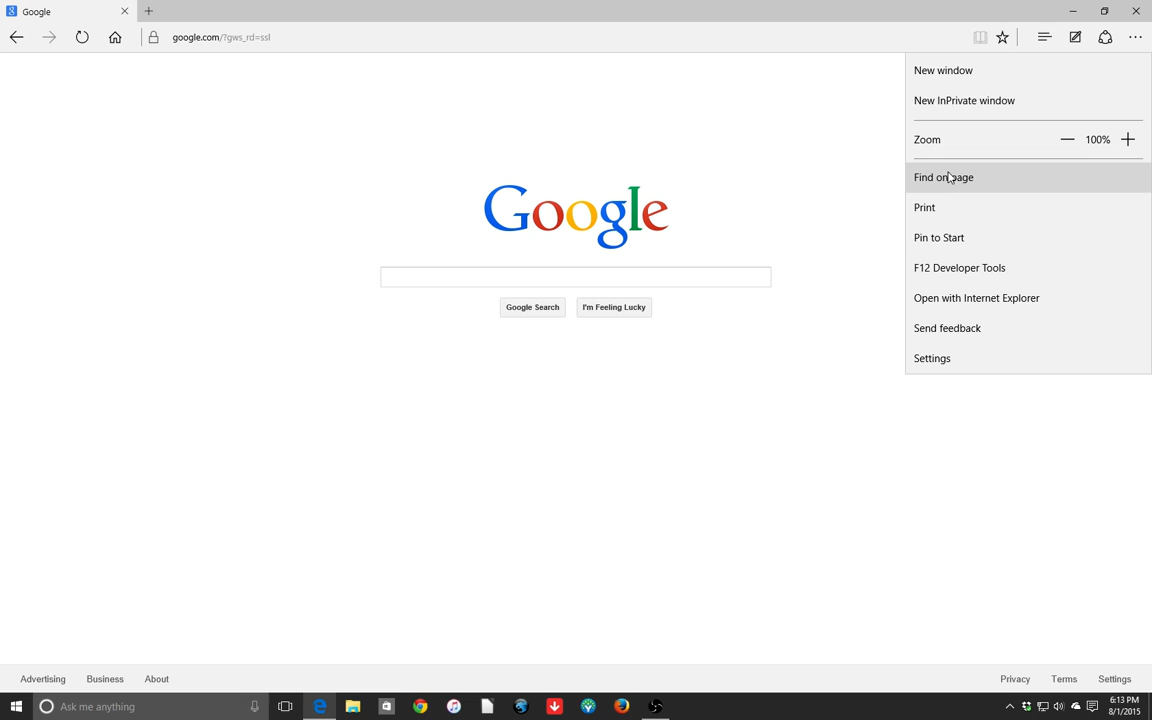 Google
google.com/?gws_rd=ssl
New window
New InPrivate window
Zoom 100%
Find on page
Print
Pin to Start
F12 Developer Tools
Open with Internet Explorer
Send feedback
Settings
Google
Google Search I'm Feeling Lucky
Advertising Business About Privacy Terms Settings
Ask me anything
6:13 PM
8/1/2015